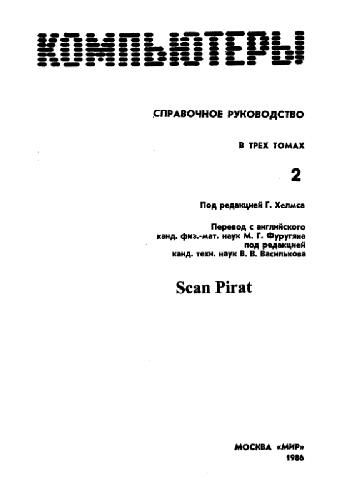 КОМПЬЮТЕРЫ
СПРАВОЧНОЕ РУКОВОДСТВО
В ТРЕХ ТОМАХ
2
Под редакцией Г. Хелмса
Перевод с английского
канд. физ.-мат. наук М. Г. Фуругяна
под редакцией
канд. техн. наук В. В. Василькова
Scan Pirat
МОСКВА «МИР»
1986